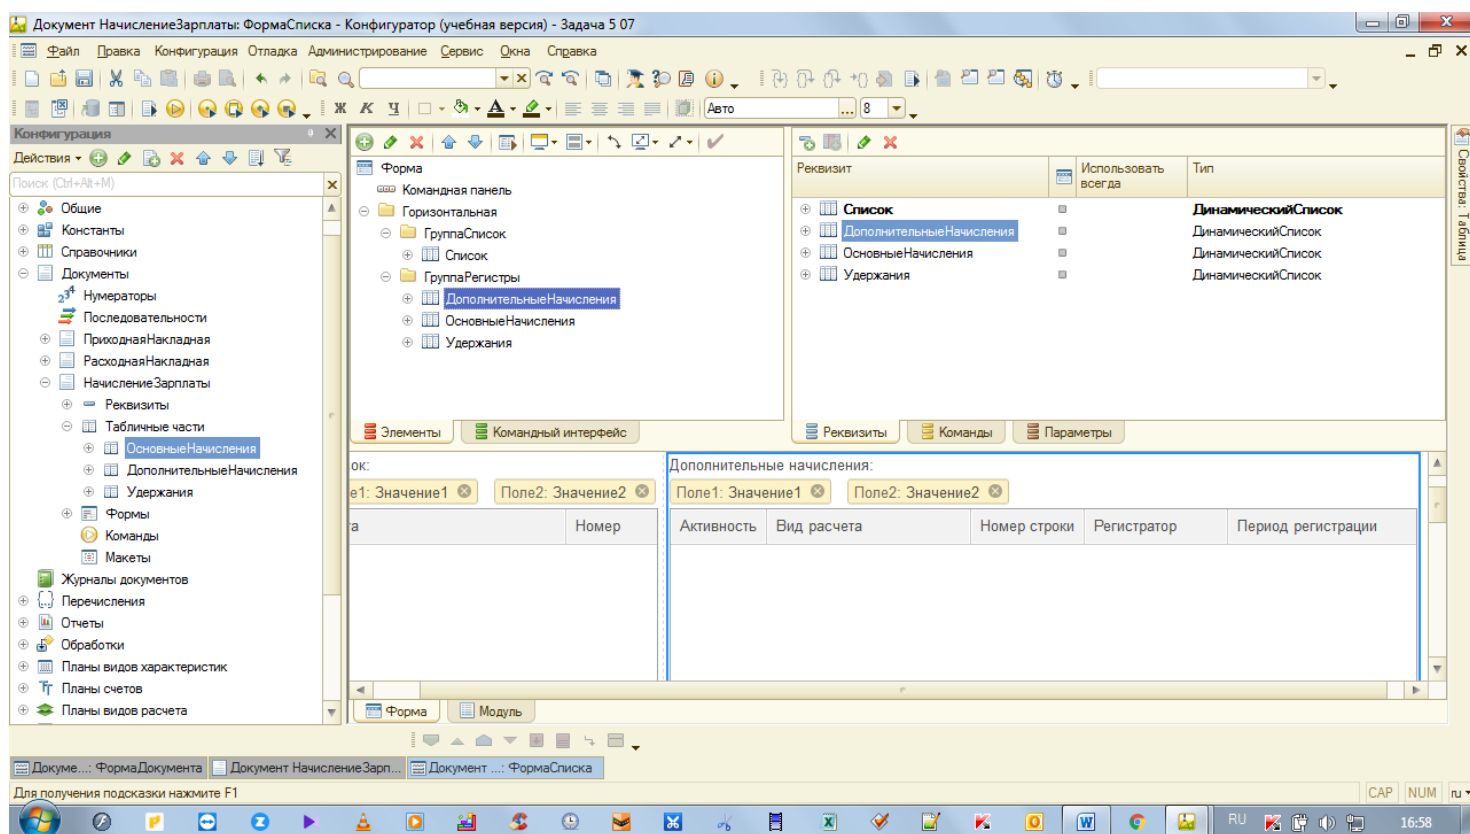 Документ НачислениеЗарплаты: ФормаСписка - Конфигуратор (учебная версия) - Задача 5 07
Файл Правка Конфигурация Отладка Администрирование Сервис Окна Справка
Ж К Ч Авто ... 8
Конфигурация
Действия
Поиск (Ctrl+Alt+M)
Общие
Константы
Справочники
Документы
Нумераторы
Последовательности
ПриходнаяНакладная
РасходнаяНакладная
НачислениеЗарплаты
Реквизиты
Табличные части
ОсновныеНачисления
ДополнительныеНачисления
Удержания
Формы
Команды
Макеты
Журналы документов
Перечисления
Отчеты
Обработки
Планы видов характеристик
Планы счетов
Планы видов расчета
Форма
Командная панель
Горизонтальная
ГруппаСписок
Список
ГруппаРегистры
ДополнительныеНачисления
ОсновныеНачисления
Удержания
Элементы Командный интерфейс
Реквизит Использовать всегда Тип
Список ДинамическийСписок
ДополнительныеНачисления ДинамическийСписок
ОсновныеНачисления ДинамическийСписок
Удержания ДинамическийСписок
Реквизиты Команды Параметры
Свойства: Таблица
ок: Дополнительные начисления:
е1: Значение1 Поле2: Значение2 Поле1: Значение1 Поле2: Значение2
а Номер Активность Вид расчета Номер строки Регистратор Период регистрации
Форма Модуль
Докуме...: ФормаДокумента Документ НачислениеЗарп... Документ ...: ФормаСписка
Для получения подсказки нажмите F1 CAP NUM ru
RU 16:58